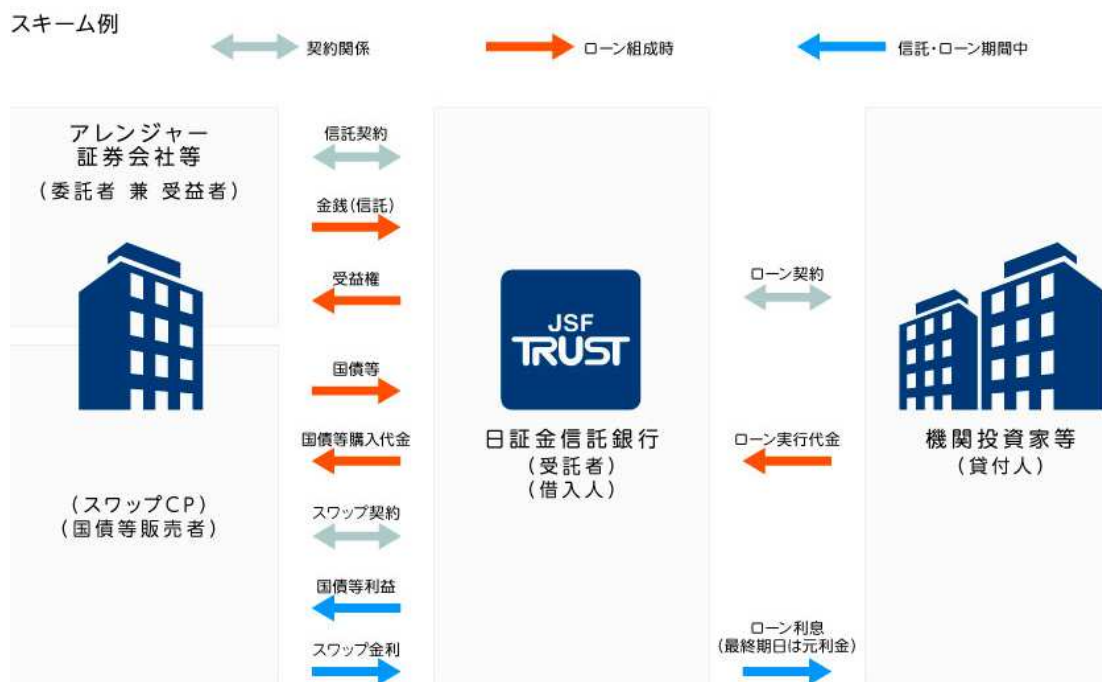 スキーム例
契約関係
ローン組成時
信託・ローン期間中
アレンジャー
証券会社等
(委託者 兼 受益者)
信託契約
金銭(信託)
受益権
国債等
国債等購入代金
スワップ契約
国債等利益
スワップ金利
(スワップCP)
(国債等販売者)
JSF
TRUST
日証金信託銀行
(受託者)
(借入人)
ローン契約
ローン実行代金
ローン利息
(最終期日は元利金)
機関投資家等
(貸付人)